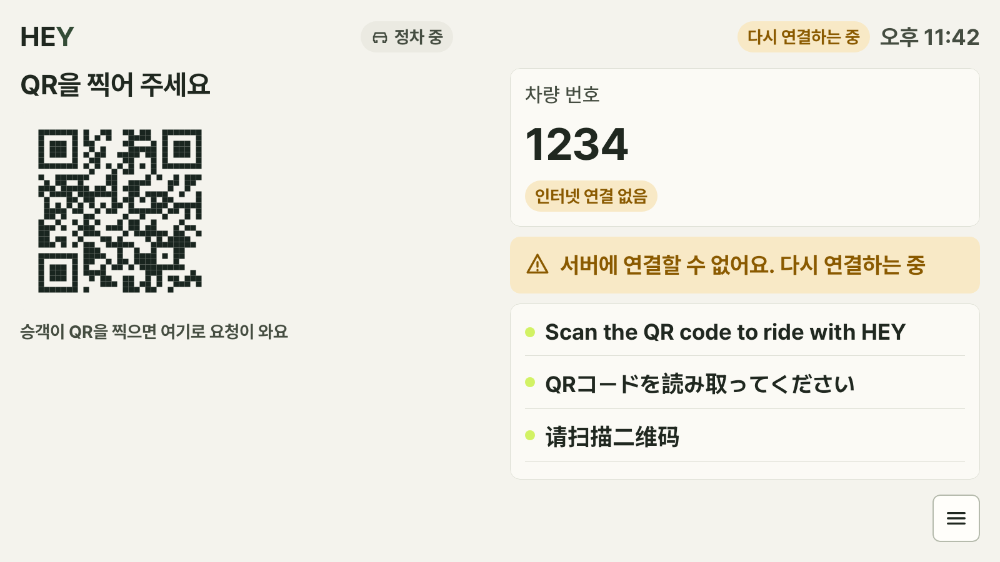 HEY
정차 중
다시 연결하는 중
오후 11:42
QR을 찍어 주세요
승객이 QR을 찍으면 여기로 요청이 와요
차량 번호
1234
인터넷 연결 없음
서버에 연결할 수 없어요. 다시 연결하는 중
Scan the QR code to ride with HEY
QRコードを読み取ってください
请扫描二维码